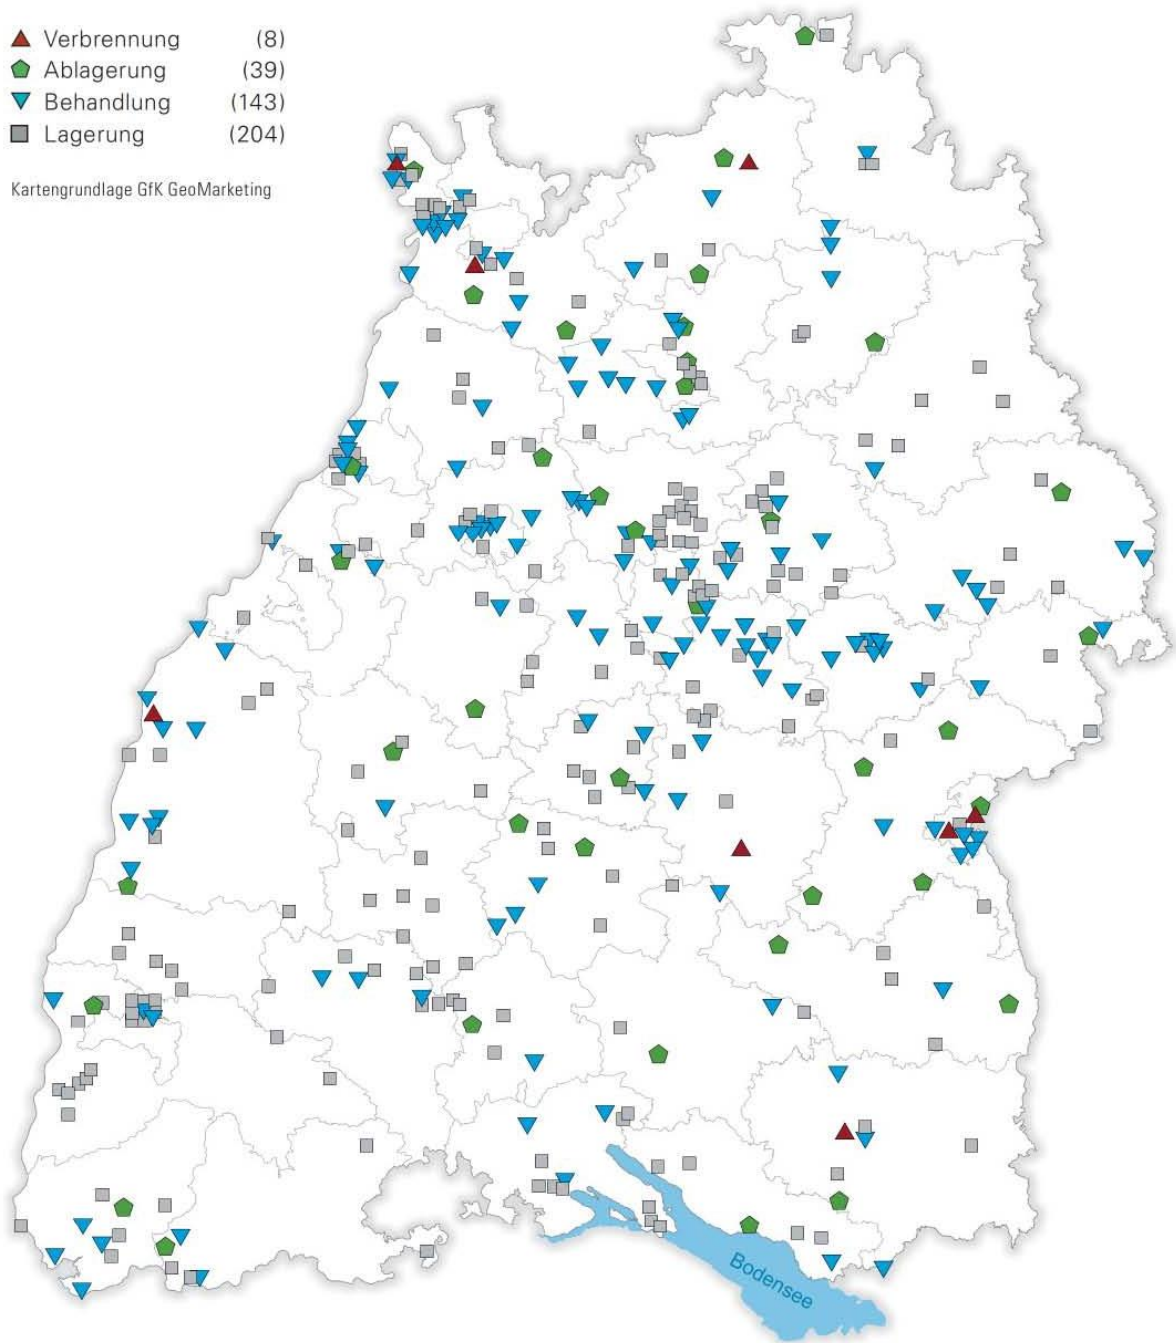 Verbrennung (8)
Ablagerung (39)
Behandlung (143)
Lagerung (204)
Kartengrundlage GfK GeoMarketing
Bodensee